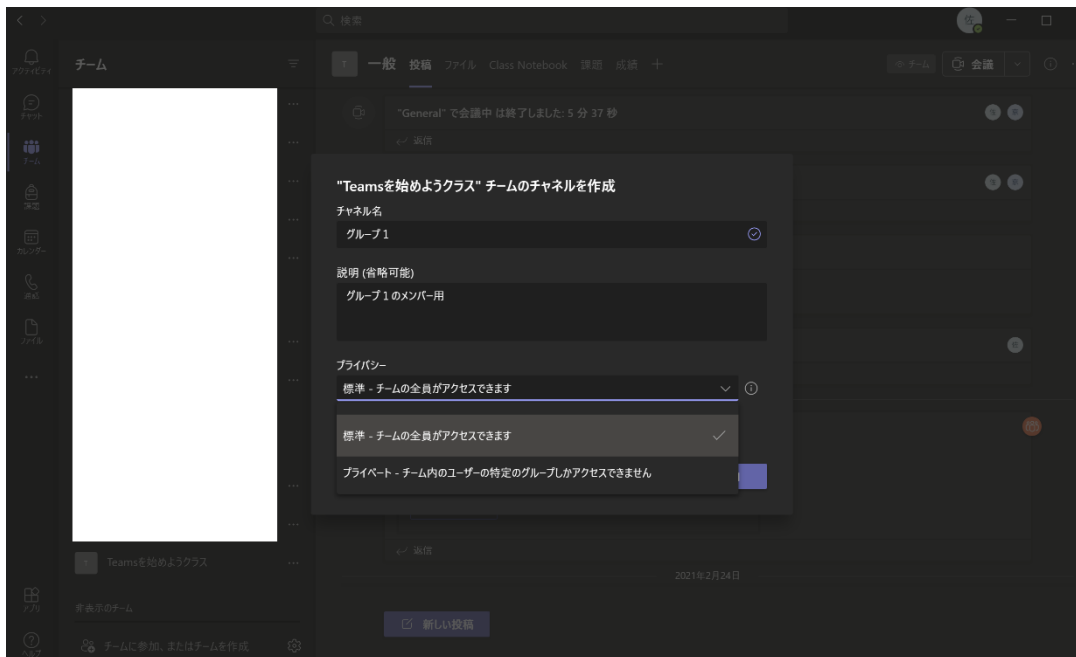 検索
佐
アクティビティ
チャット
チーム
課題
カレンダー
通話
ファイル
アプリ
ヘルプ
チーム
T
Teamsを始めようクラス
非表示のチーム
チームに参加、またはチームを作成
T 一般 投稿 ファイル Class Notebook 課題 成績
チーム 会議
"General" で会議中 は終了しました: 5 分 37 秒
返信
"Teamsを始めようクラス" チームのチャネルを作成
チャネル名
グループ 1
説明 (省略可能)
グループ 1 のメンバー用
プライバシー
標準 - チームの全員がアクセスできます
標準 - チームの全員がアクセスできます
プライベート - チーム内のユーザーの特定のグループしかアクセスできません
返信
2021年2月24日
新しい投稿